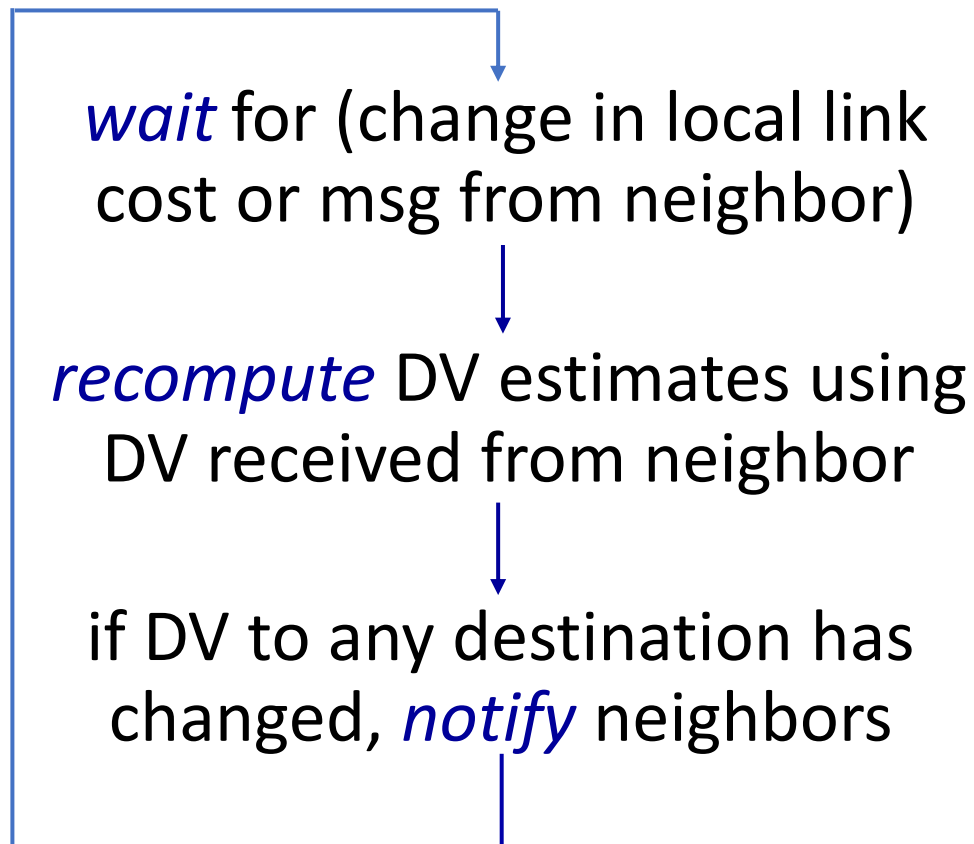 wait for (change in local link
cost or msg from neighbor)
recompute DV estimates using
DV received from neighbor
if DV to any destination has
changed, notify neighbors